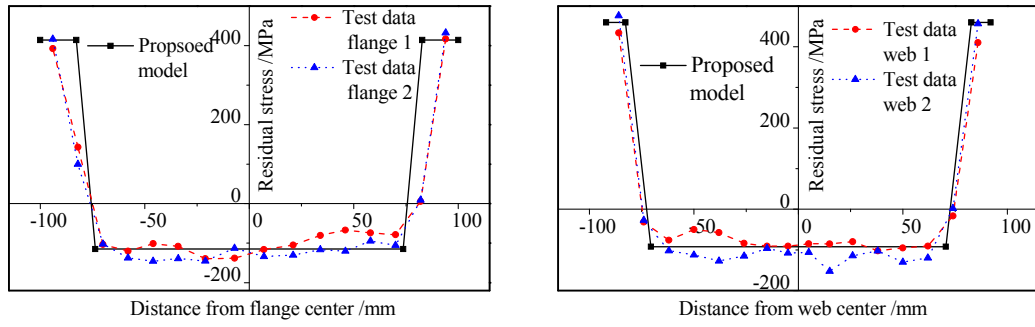 400
200
0
-200
-100
-50
0
50
100
Residual stress /MPa
Propsoed
model
Test data
flange 1
Test data
flange 2
Distance from flange center /mm
400
200
0
-200
-100
-50
0
50
100
Residual stress /MPa
Proposed
model
Test data
web 1
Test data
web 2
Distance from web center /mm